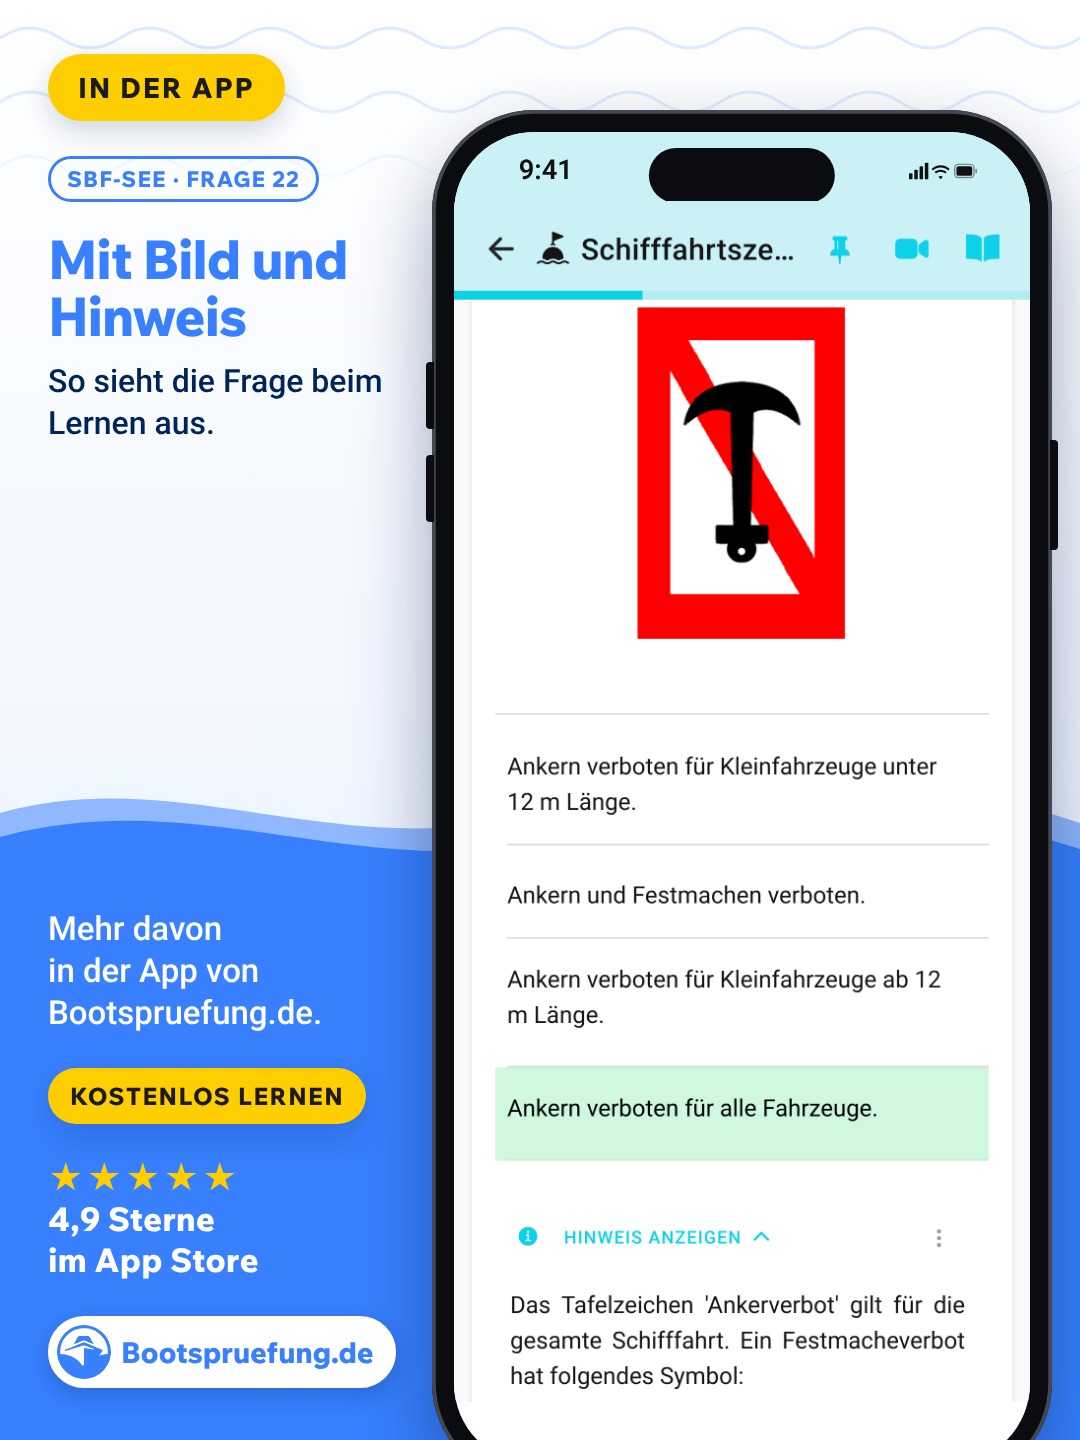 IN DER APP
SBF-SEE · FRAGE 22
Mit Bild und
Hinweis
So sieht die Frage beim
Lernen aus.
Mehr davon
in der App von
Bootspruefung.de.
KOSTENLOS LERNEN
★★★★★
4,9 Sterne
im App Store
Bootspruefung.de
9:41
Schifffahrtsze...
Ankern verboten für Kleinfahrzeuge unter
12 m Länge.
Ankern und Festmachen verboten.
Ankern verboten für Kleinfahrzeuge ab 12
m Länge.
Ankern verboten für alle Fahrzeuge.
HINWEIS ANZEIGEN
Das Tafelzeichen 'Ankerverbot' gilt für die
gesamte Schifffahrt. Ein Festmacheverbot
hat folgendes Symbol: